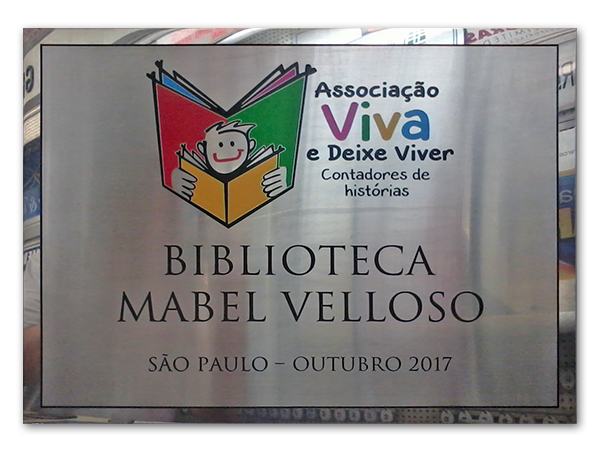 Associação
Viva
e Deixe Viver
Contadores de
histórias
BIBLIOTECA
MABEL VELLOSO
SÃO PAULO – OUTUBRO 2017